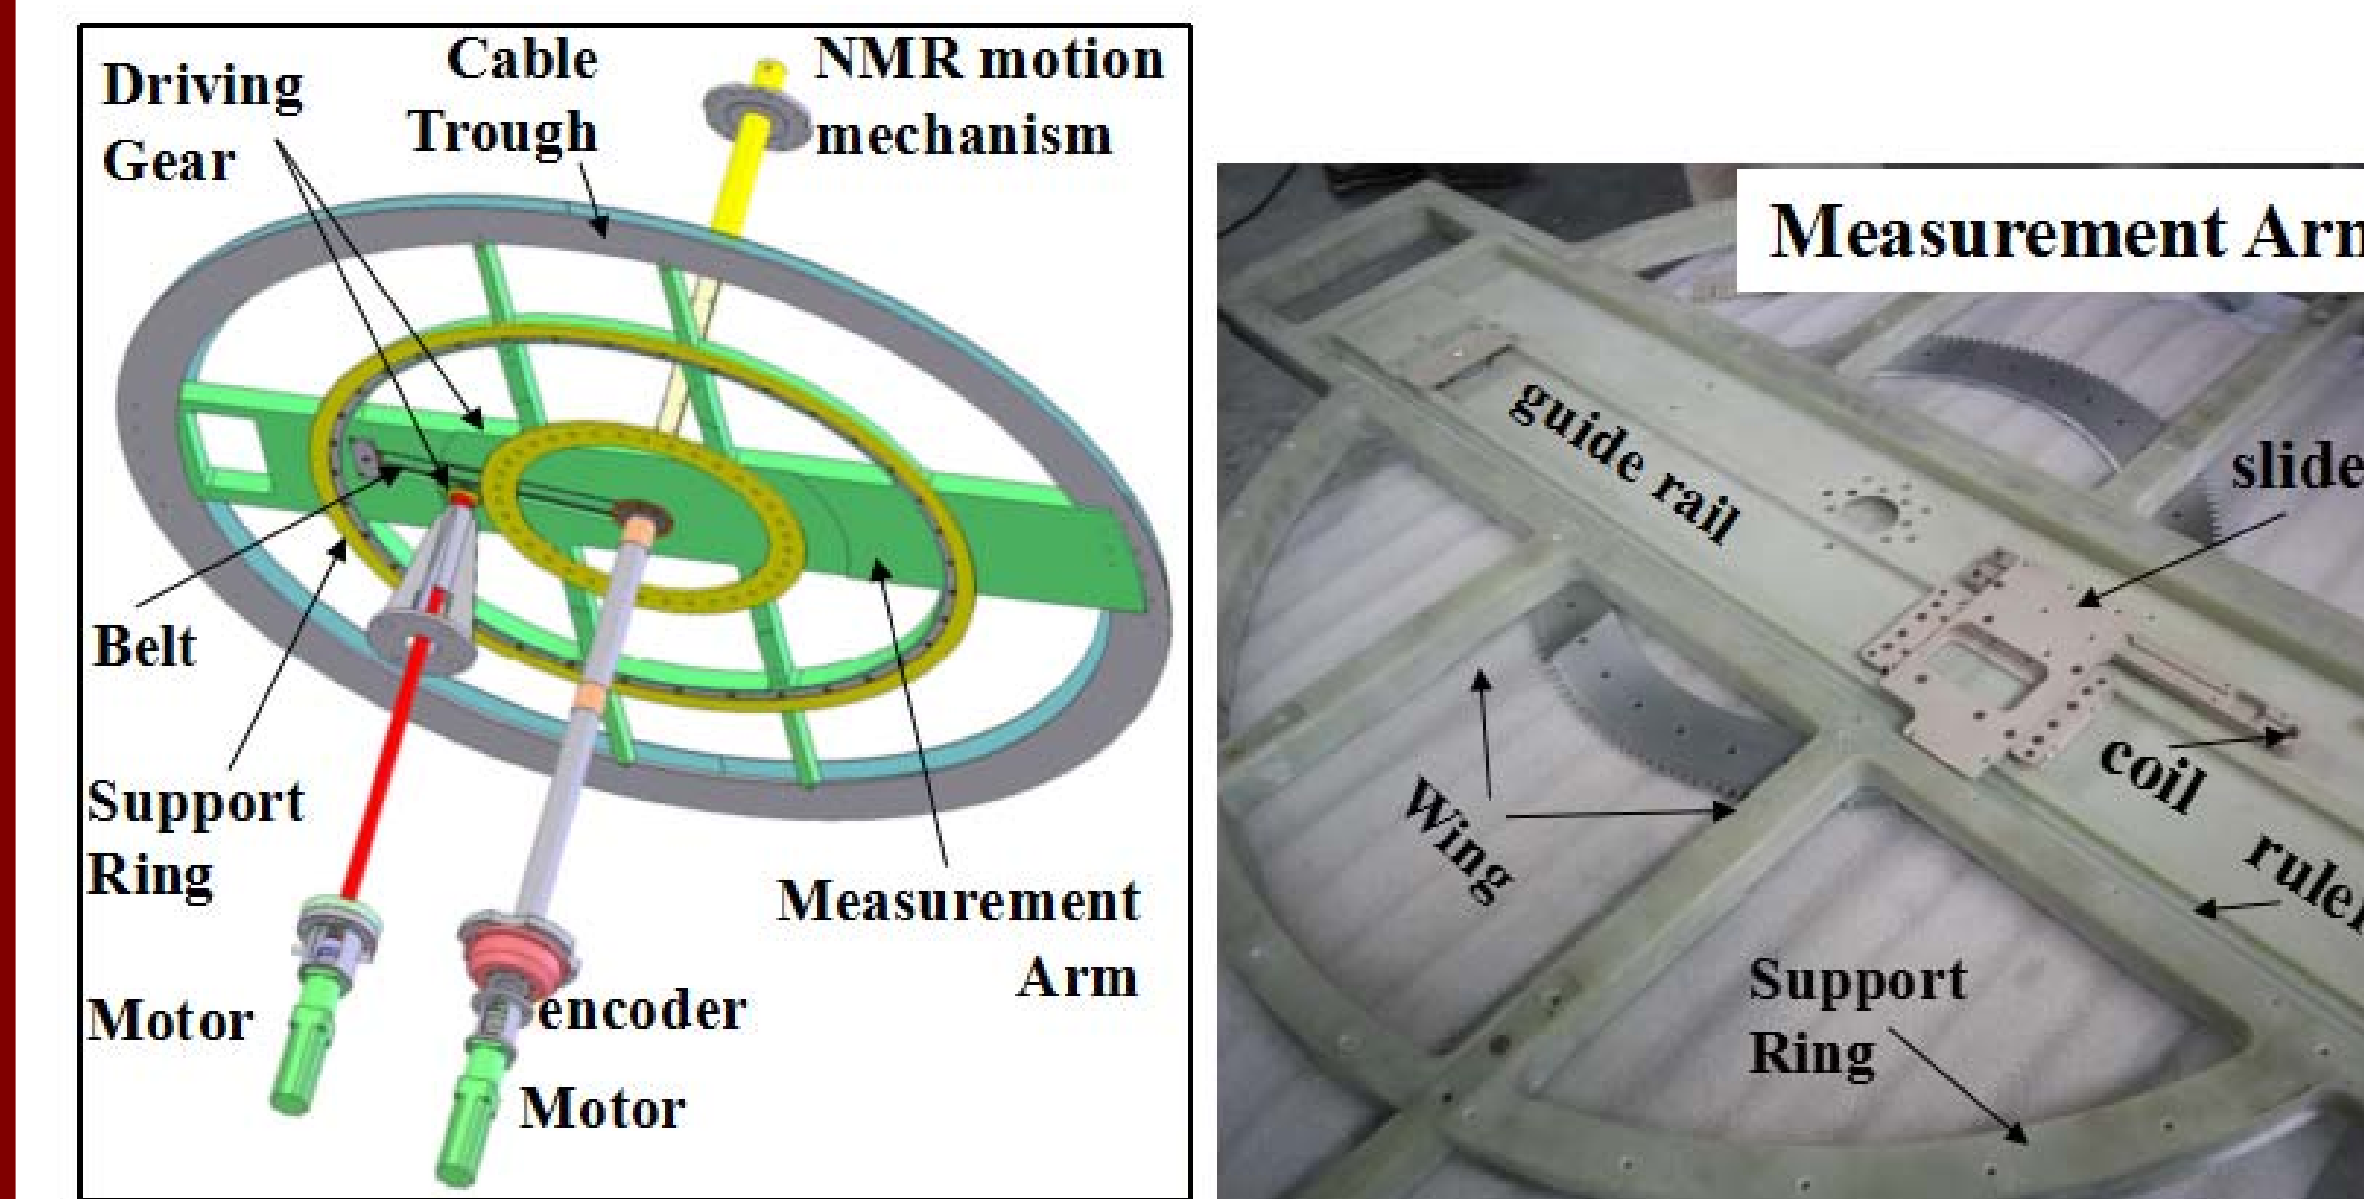 Driving
Gear
Cable
Trough
NMR motion
mechanism
Belt
Support
Ring
Motor
encoder
Motor
Measurement
Arm
Measurement Arm
guide rail
slide
coil
Wing
ruler
Support
Ring